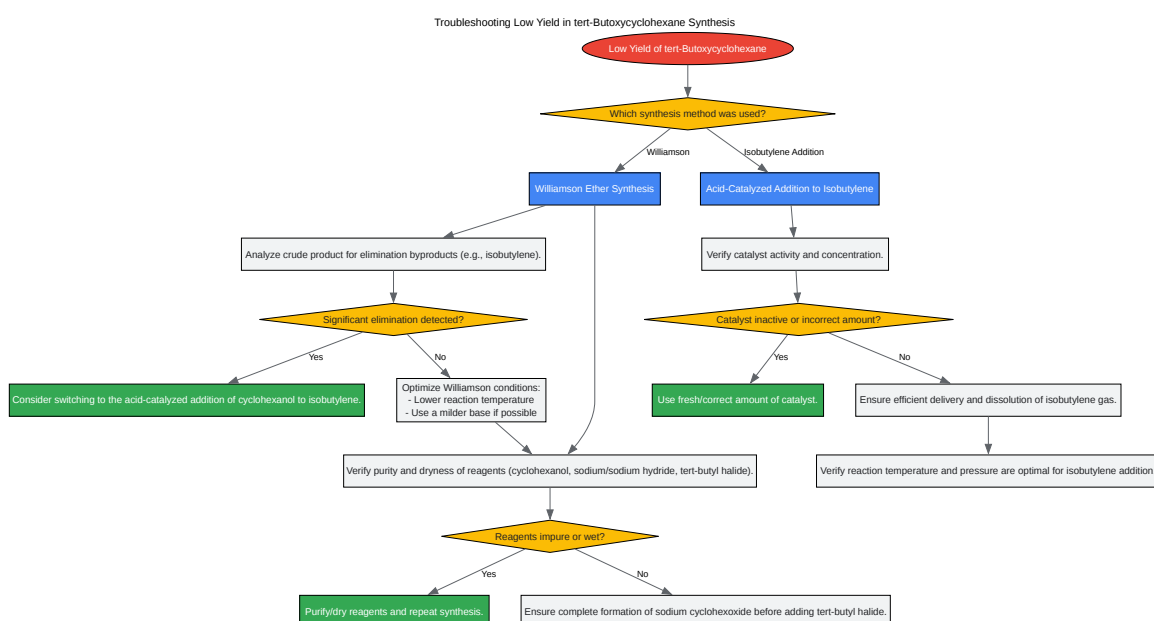 Troubleshooting Low Yield in tert-Butoxycyclohexane Synthesis
Low Yield of tert-Butoxycyclohexane
Which synthesis method was used?
Williamson
Isobutylene Addition
Williamson Ether Synthesis
Acid-Catalyzed Addition to Isobutylene
Analyze crude product for elimination byproducts (e.g., isobutylene).
Verify catalyst activity and concentration.
Significant elimination detected?
Catalyst inactive or incorrect amount?
Yes
No
Yes
No
Consider switching to the acid-catalyzed addition of cyclohexanol to isobutylene.
Optimize Williamson conditions:
- Lower reaction temperature
- Use a milder base if possible
Use fresh/correct amount of catalyst.
Ensure efficient delivery and dissolution of isobutylene gas.
Verify purity and dryness of reagents (cyclohexanol, sodium/sodium hydride, tert-butyl halide).
Verify reaction temperature and pressure are optimal for isobutylene addition
Reagents impure or wet?
Yes
No
Purify/dry reagents and repeat synthesis.
Ensure complete formation of sodium cyclohexoxide before adding tert-butyl halide.